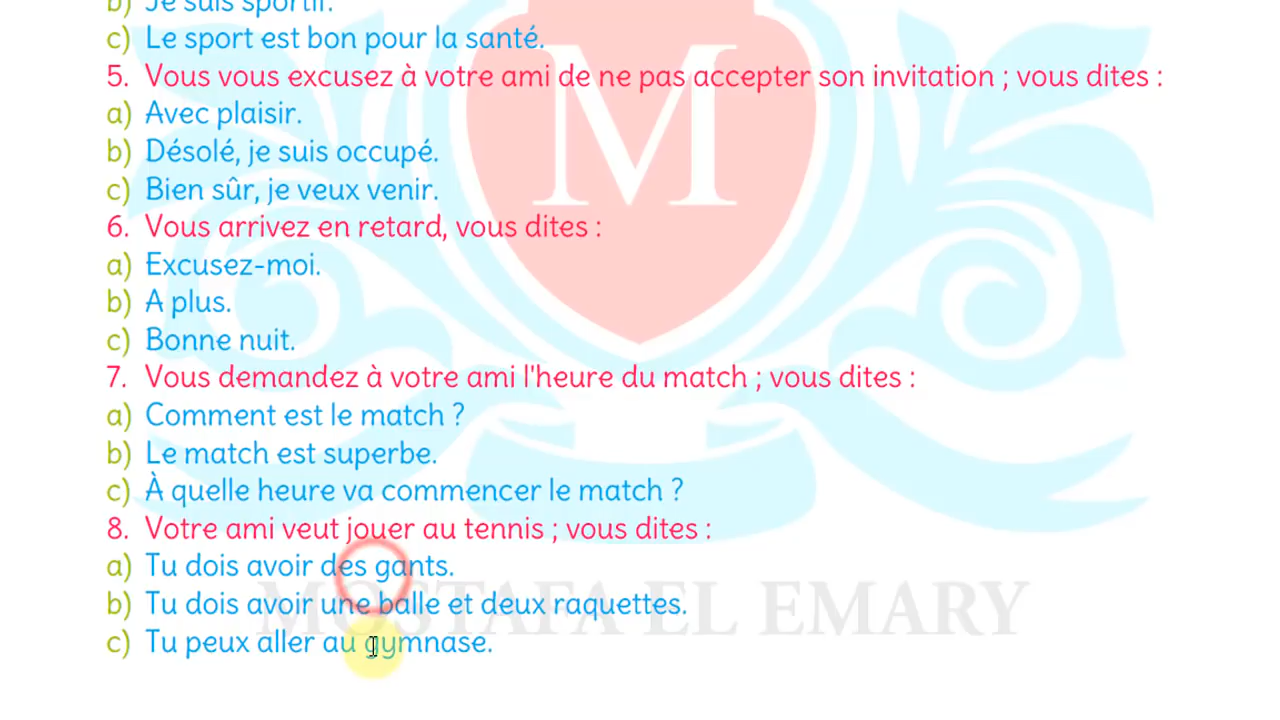 b) Je suis sportif.
c) Le sport est bon pour la santé.
5. Vous vous excusez à votre ami de ne pas accepter son invitation ; vous dites :
a) Avec plaisir.
b) Désolé, je suis occupé.
c) Bien sûr, je veux venir.
6. Vous arrivez en retard, vous dites :
a) Excusez-moi.
b) A plus.
c) Bonne nuit.
7. Vous demandez à votre ami l'heure du match ; vous dites :
a) Comment est le match ?
b) Le match est superbe.
c) À quelle heure va commencer le match ?
8. Votre ami veut jouer au tennis ; vous dites :
a) Tu dois avoir des gants.
b) Tu dois avoir une balle et deux raquettes.
c) Tu peux aller au gymnase.
M
MOSTAFA EL EMARY